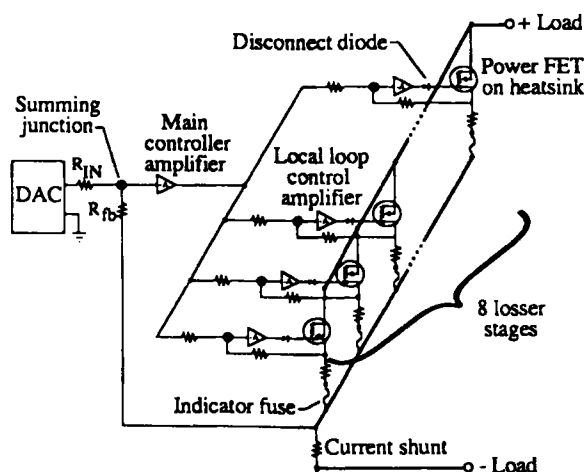 + Load
Disconnect diode
Power FET
on heatsink
Summing
junction
Main
controller
amplifier
R_IN
DAC
R_fb
Local loop
control
amplifier
8 losser
stages
Indicator fuse
Current shunt
- Load